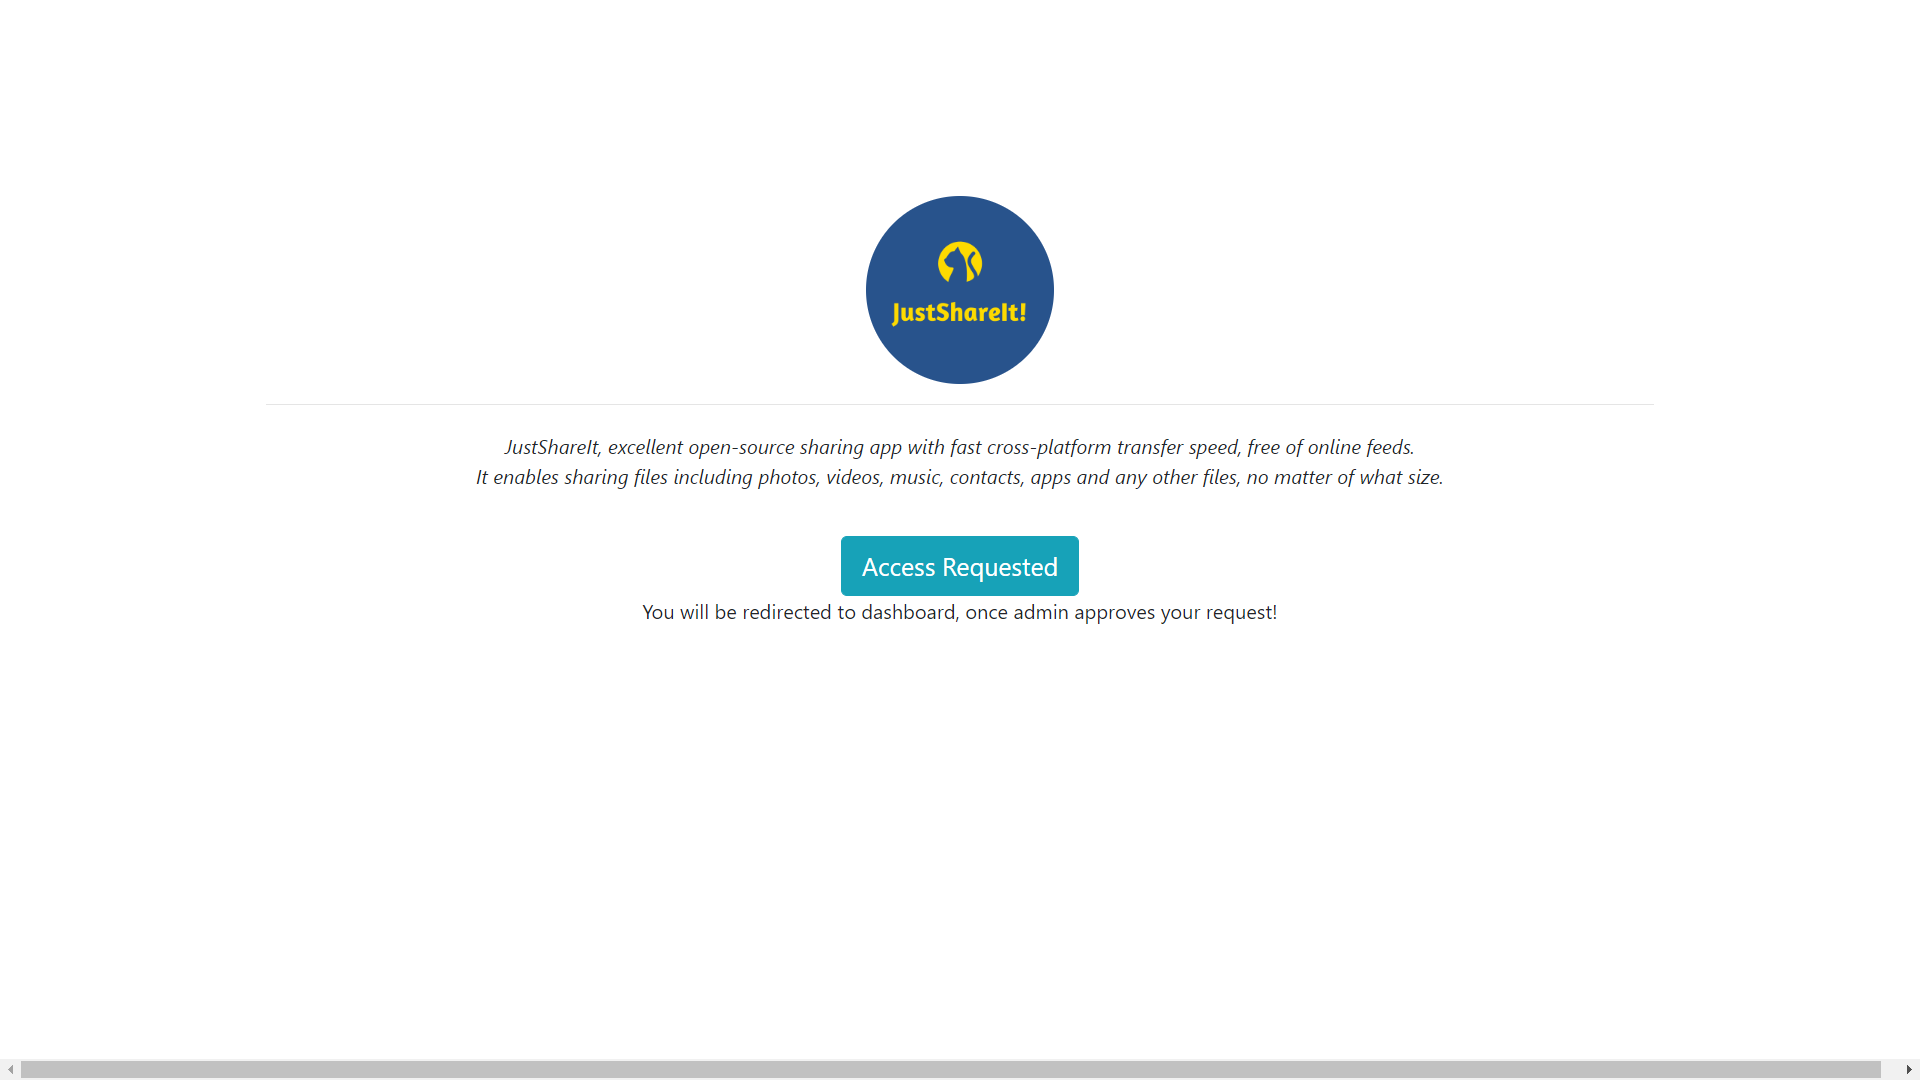 JustShareIt!
JustShareIt, excellent open-source sharing app with fast cross-platform transfer speed, free of online feeds.
It enables sharing files including photos, videos, music, contacts, apps and any other files, no matter of what size.
Access Requested
You will be redirected to dashboard, once admin approves your request!